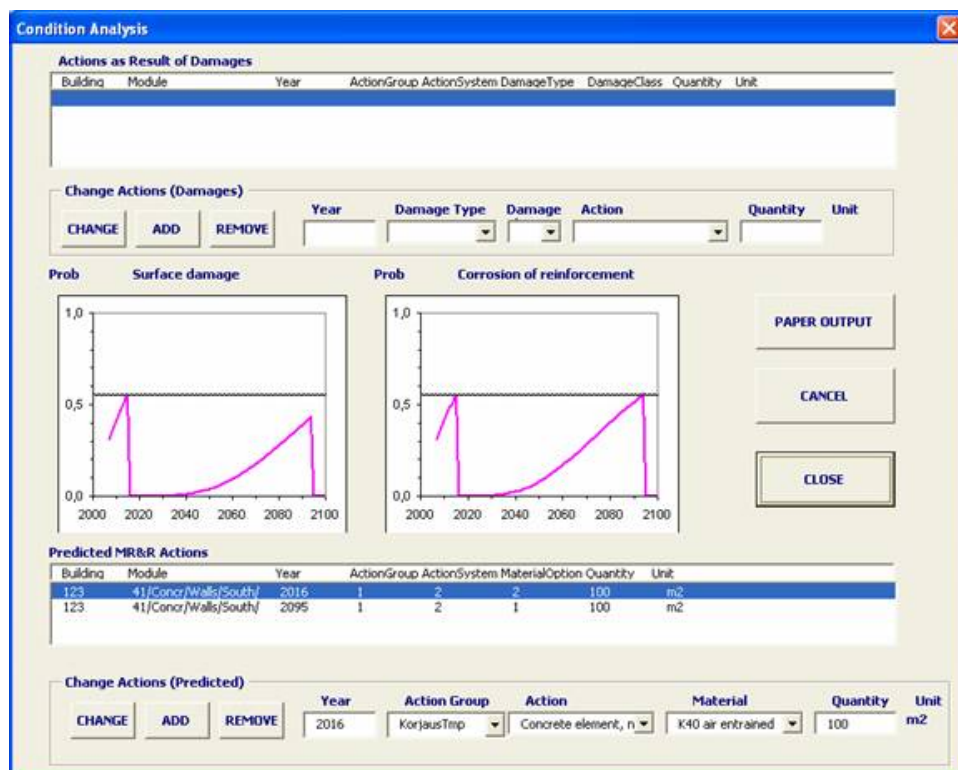 Condition Analysis
Actions as Result of Damages
Building Module Year ActionGroup ActionSystem DamageType DamageClass Quantity Unit
Change Actions (Damages)
Year Damage Type Damage Action Quantity Unit
CHANGE ADD REMOVE
Prob Surface damage Prob Corrosion of reinforcement
1,0 1,0
PAPER OUTPUT
0,5 0,5
CANCEL
CLOSE
0,0 0,0
2000 2020 2040 2060 2080 2100 2000 2020 2040 2060 2080 2100
Predicted MR&R Actions
Building Module Year ActionGroup ActionSystem MaterialOption Quantity Unit
123 41/Concr/Walls/South/ 2016 1 2 2 100 m2
123 41/Concr/Walls/South/ 2095 1 2 1 100 m2
Change Actions (Predicted)
Year Action Group Action Material Quantity Unit
CHANGE ADD REMOVE 2016 KorjausTmp Concrete element, n K40 air entrained 100 m2